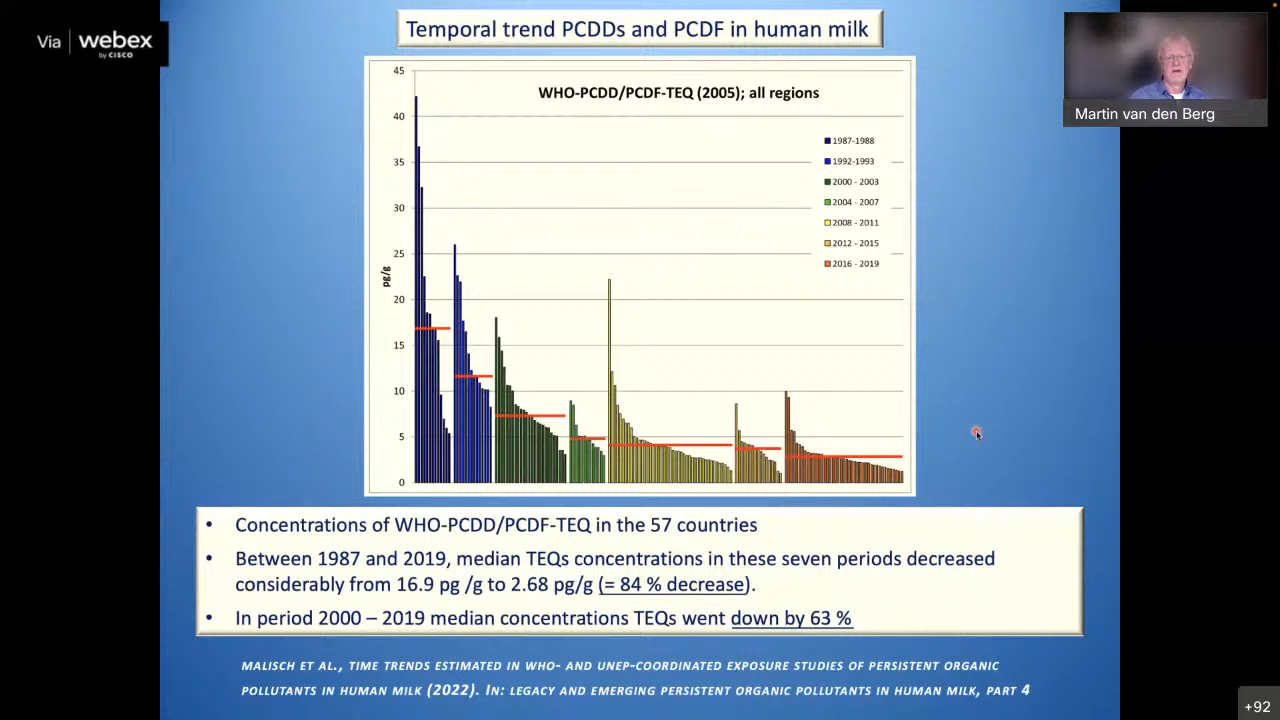 Via webex
by CISCO
Temporal trend PCDDs and PCDF in human milk
Martin van den Berg
WHO-PCDD/PCDF-TEQ (2005); all regions
45
40
35
30
25
20
15
10
5
0
pg/g
1987-1988
1992-1993
2000 - 2003
2004 - 2007
2008 - 2011
2012 - 2015
2016 - 2019
• Concentrations of WHO-PCDD/PCDF-TEQ in the 57 countries
• Between 1987 and 2019, median TEQs concentrations in these seven periods decreased
considerably from 16.9 pg /g to 2.68 pg/g (= 84 % decrease).
• In period 2000 – 2019 median concentrations TEQs went down by 63 %
MALISCH ET AL., TIME TRENDS ESTIMATED IN WHO- AND UNEP-COORDINATED EXPOSURE STUDIES OF PERSISTENT ORGANIC
POLLUTANTS IN HUMAN MILK (2022). IN: LEGACY AND EMERGING PERSISTENT ORGANIC POLLUTANTS IN HUMAN MILK, PART 4
+92